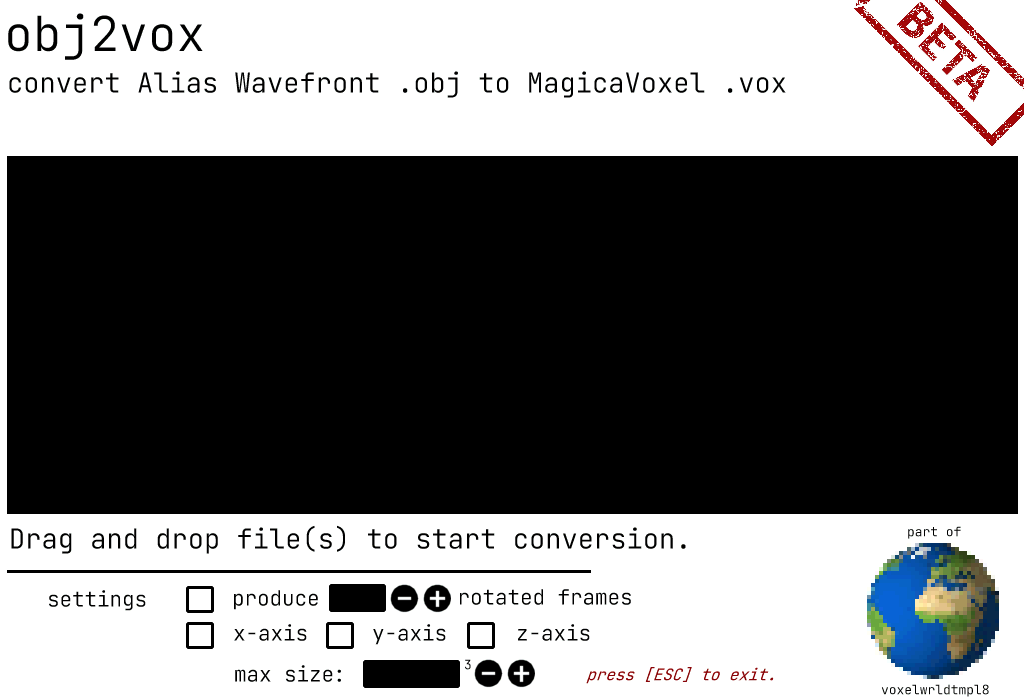 obj2vox
BETA
convert Alias Wavefront .obj to MagicaVoxel .vox
Drag and drop file(s) to start conversion.
part of
settings produce rotated frames
x-axis y-axis z-axis
max size: 3 press [ESC] to exit.
voxelwrldtmpl8